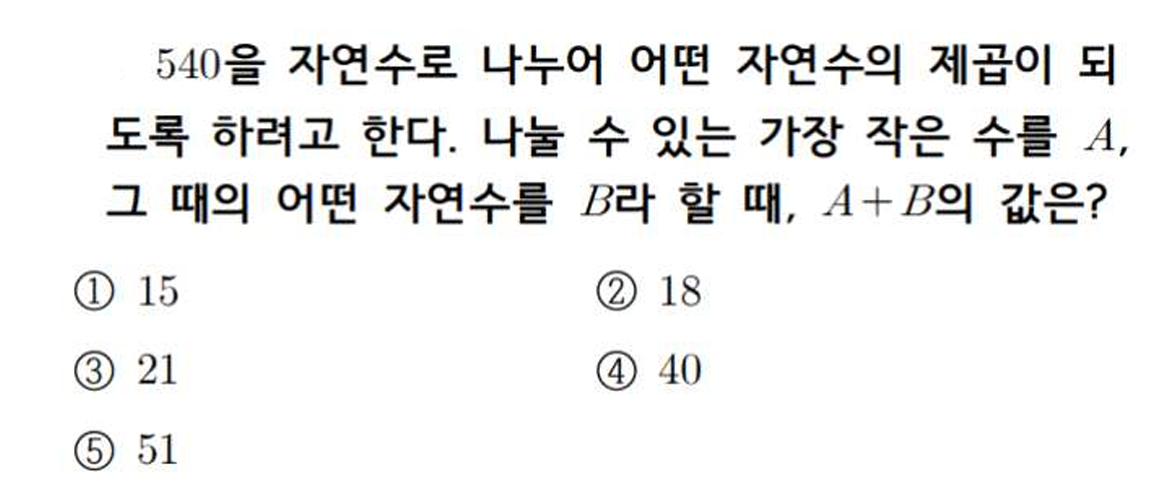 540을 자연수로 나누어 어떤 자연수의 제곱이 되
도록 하려고 한다. 나눌 수 있는 가장 작은 수를 A,
그 때의 어떤 자연수를 B라 할 때, A+B의 값은?
① 15 ② 18
③ 21 ④ 40
⑤ 51